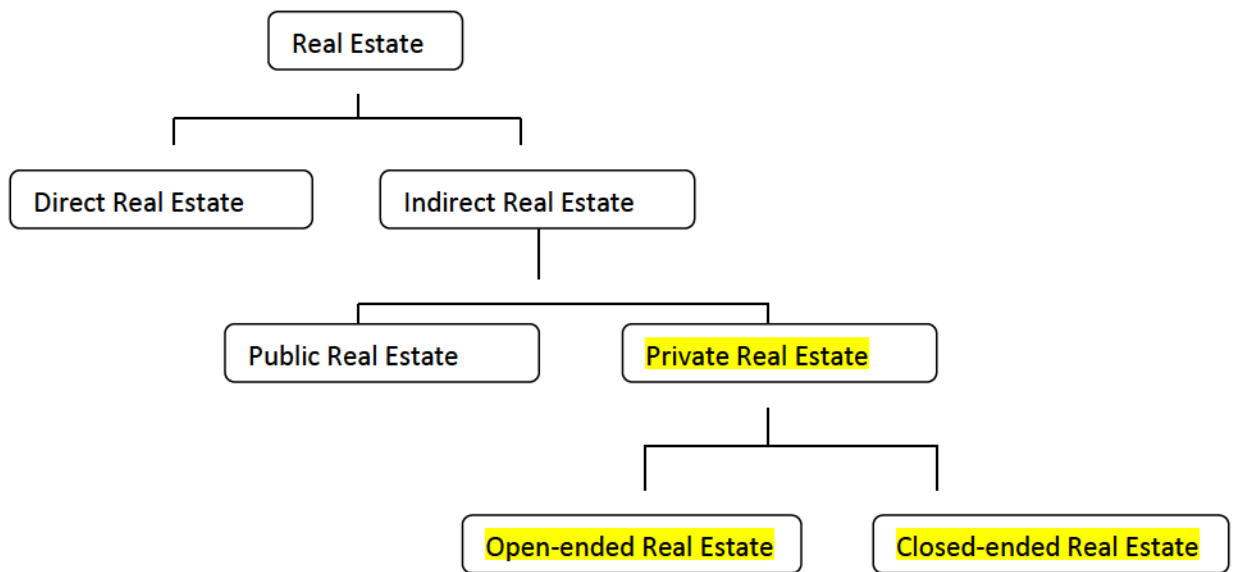 Real Estate
Direct Real Estate
Indirect Real Estate
Public Real Estate
Private Real Estate
Open-ended Real Estate
Closed-ended Real Estate